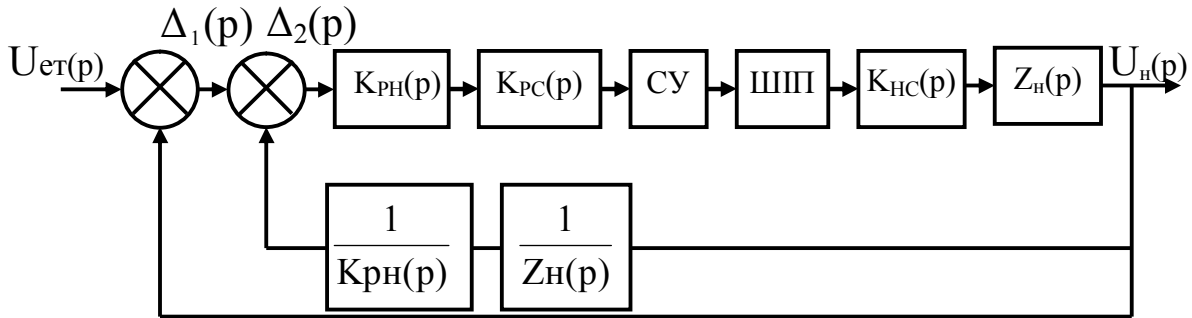 Δ₁(p) Δ₂(p)
Uет(p) Kрн(p) Kрс(p) СУ ШІП Kнс(p) Zн(p) Uн(p)
1 1
Kрн(p) Zн(p)